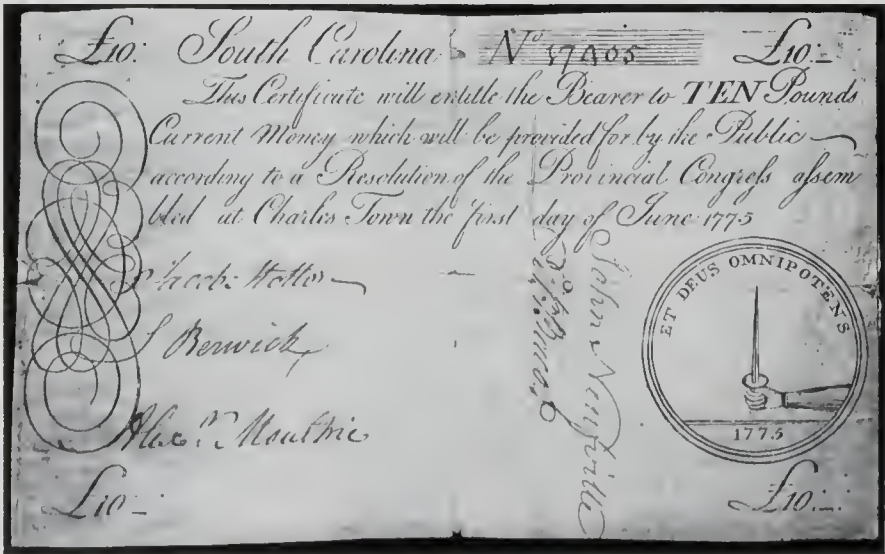 £10: South Carolina No 17905 £10:
This Certificate will entitle the Bearer to TEN Pounds
Current Money which will be provided for by the Public
according to a Resolution of the Provincial Congreſs aſsem
bled at Charles Town the first day of June 1775
Jacob
Berwick
Alexr. Moultrie
John Neufville
Thomas
ET DEUS OMNIPOTENS
1775
£10 £10: